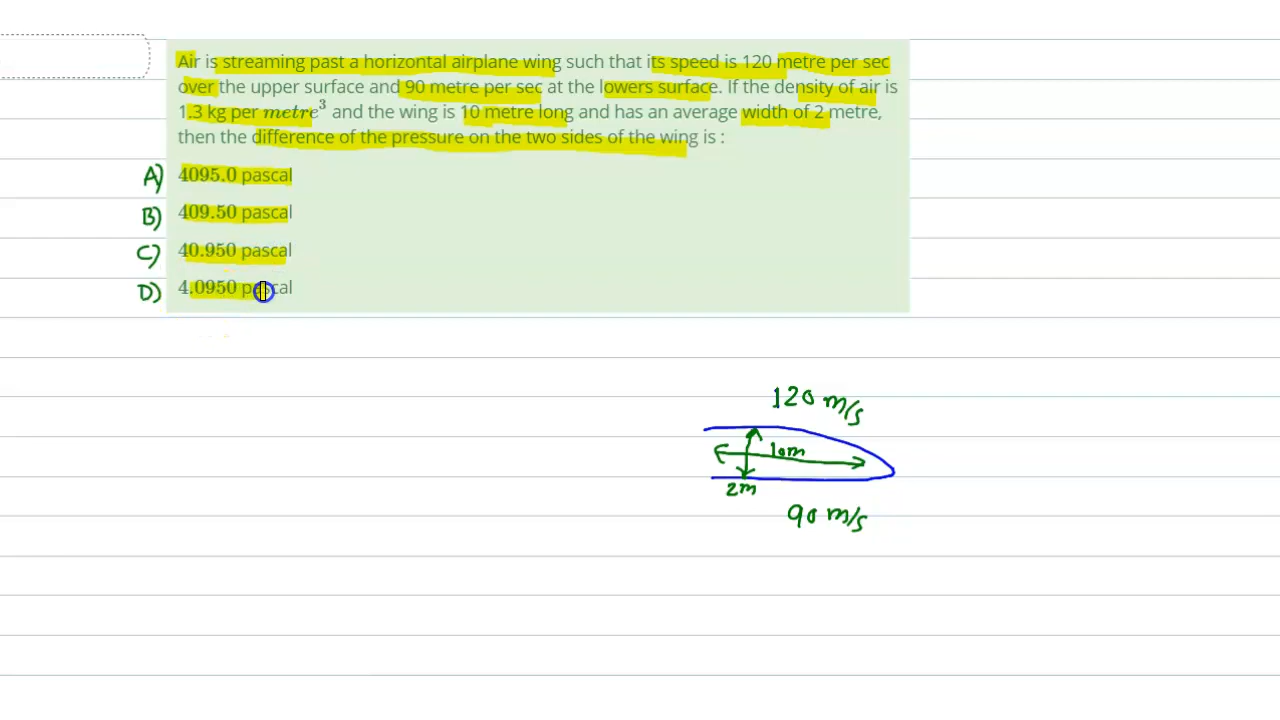 Air is streaming past a horizontal airplane wing such that its speed is 120 metre per sec
over the upper surface and 90 metre per sec at the lowers surface. If the density of air is
1.3 kg per metre³ and the wing is 10 metre long and has an average width of 2 metre,
then the difference of the pressure on the two sides of the wing is :
A) 4095.0 pascal
B) 409.50 pascal
C) 40.950 pascal
D) 4.0950 pascal
120 m/s
10m
2m
90 m/s